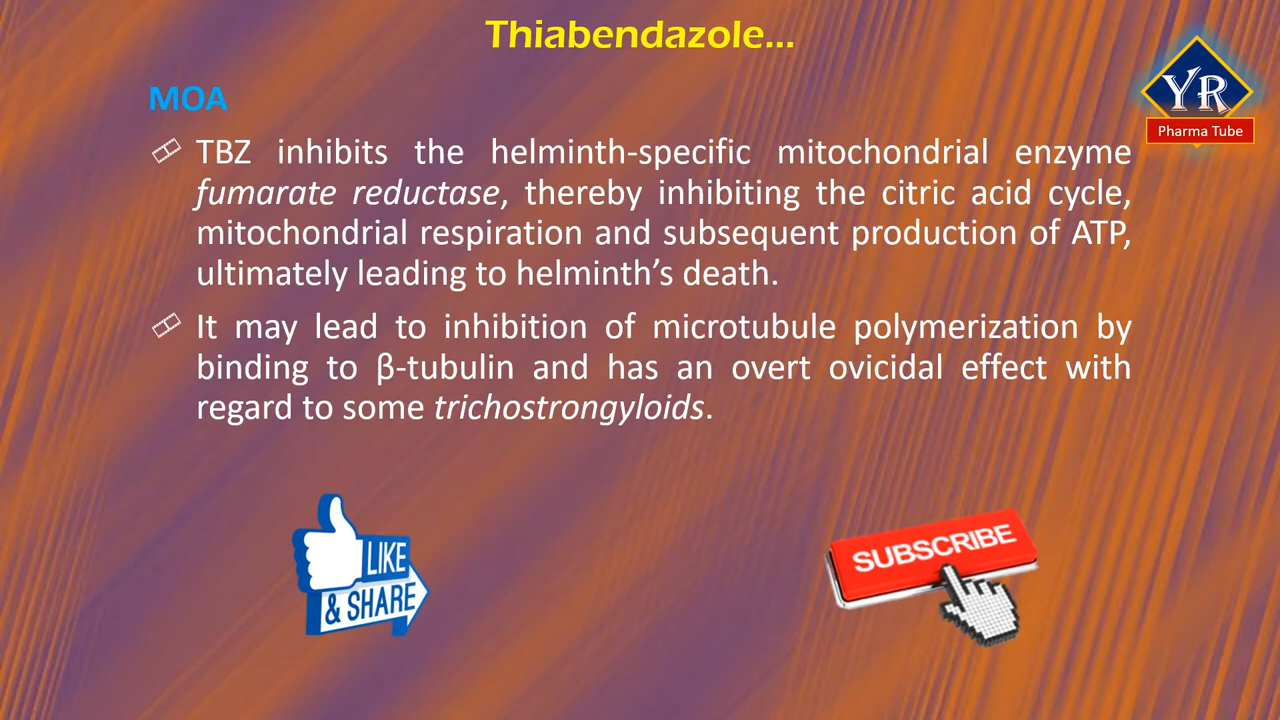 Thiabendazole...
YR
Pharma Tube
MOA
TBZ inhibits the helminth-specific mitochondrial enzyme
fumarate reductase, thereby inhibiting the citric acid cycle,
mitochondrial respiration and subsequent production of ATP,
ultimately leading to helminth’s death.
It may lead to inhibition of microtubule polymerization by
binding to β-tubulin and has an overt ovicidal effect with
regard to some trichostrongyloids.
LIKE
& SHARE
SUBSCRIBE